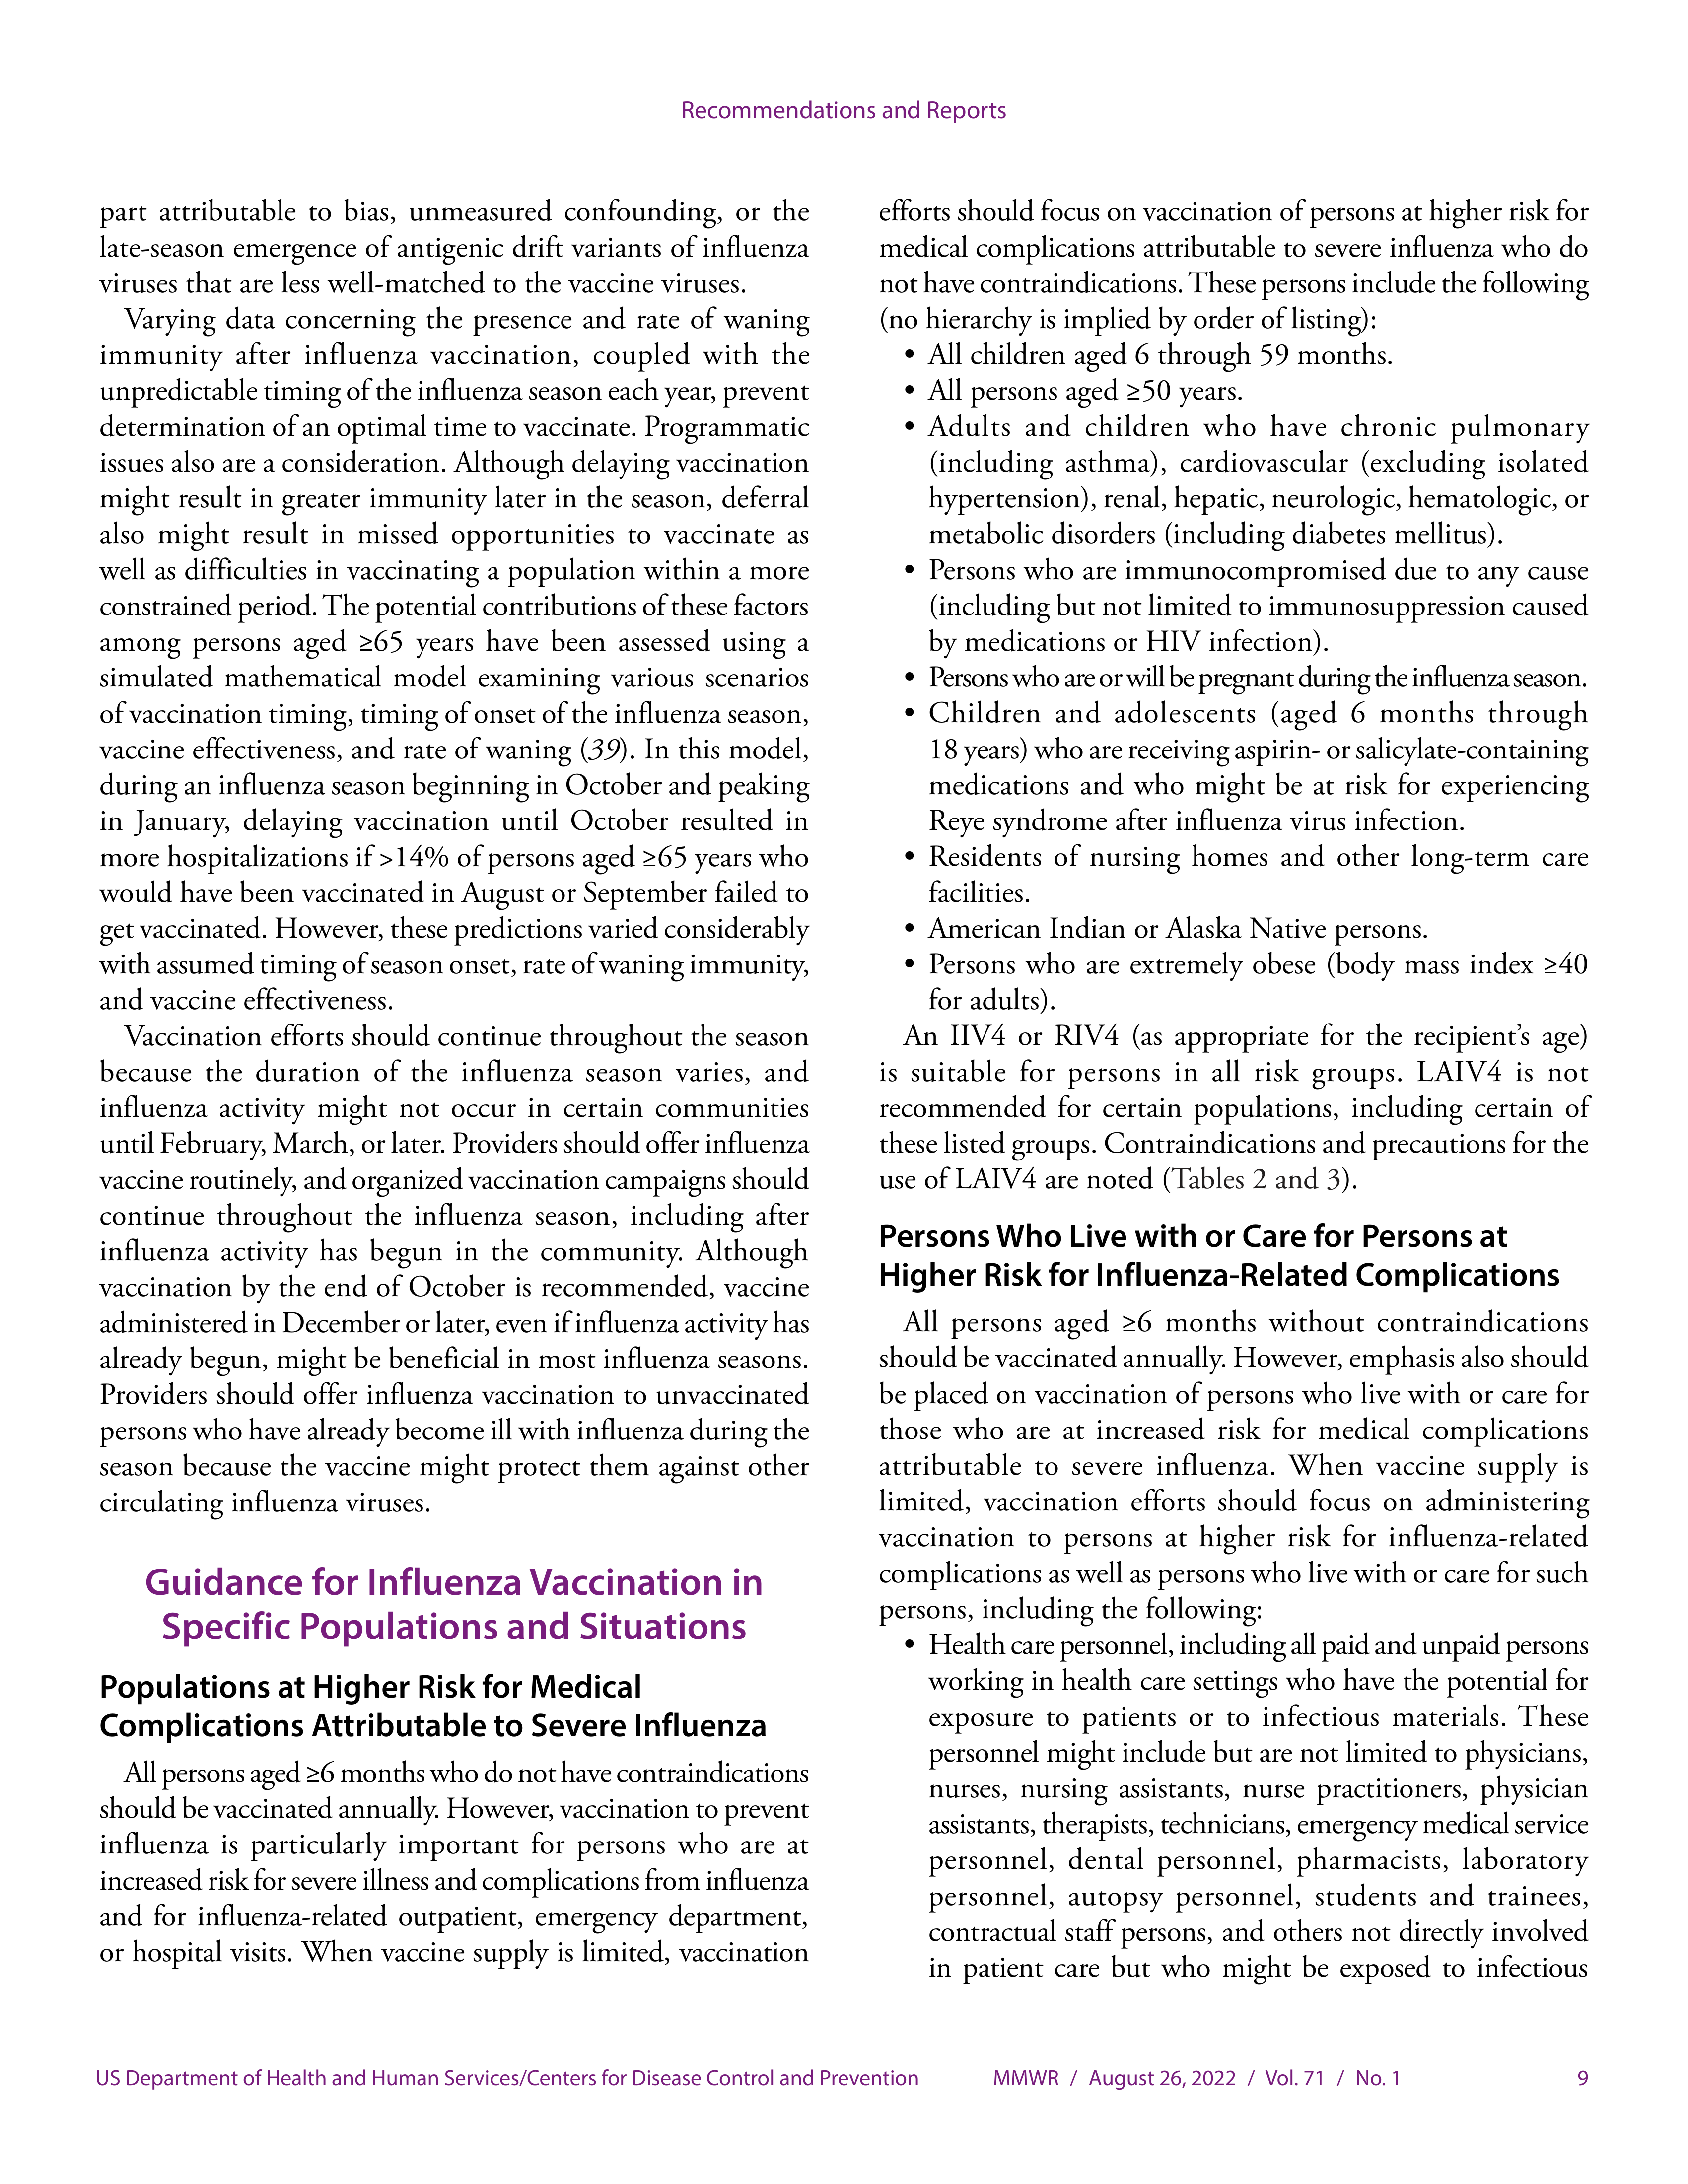 Recommendations and Reports
part attributable to bias, unmeasured confounding, or the
late-season emergence of antigenic drift variants of influenza
viruses that are less well-matched to the vaccine viruses.
Varying data concerning the presence and rate of waning
immunity after influenza vaccination, coupled with the
unpredictable timing of the influenza season each year, prevent
determination of an optimal time to vaccinate. Programmatic
issues also are a consideration. Although delaying vaccination
might result in greater immunity later in the season, deferral
also might result in missed opportunities to vaccinate as
well as difficulties in vaccinating a population within a more
constrained period. The potential contributions of these factors
among persons aged ≥65 years have been assessed using a
simulated mathematical model examining various scenarios
of vaccination timing, timing of onset of the influenza season,
vaccine effectiveness, and rate of waning (39). In this model,
during an influenza season beginning in October and peaking
in January, delaying vaccination until October resulted in
more hospitalizations if >14% of persons aged ≥65 years who
would have been vaccinated in August or September failed to
get vaccinated. However, these predictions varied considerably
with assumed timing of season onset, rate of waning immunity,
and vaccine effectiveness.
Vaccination efforts should continue throughout the season
because the duration of the influenza season varies, and
influenza activity might not occur in certain communities
until February, March, or later. Providers should offer influenza
vaccine routinely, and organized vaccination campaigns should
continue throughout the influenza season, including after
influenza activity has begun in the community. Although
vaccination by the end of October is recommended, vaccine
administered in December or later, even if influenza activity has
already begun, might be beneficial in most influenza seasons.
Providers should offer influenza vaccination to unvaccinated
persons who have already become ill with influenza during the
season because the vaccine might protect them against other
circulating influenza viruses.
Guidance for Influenza Vaccination in
Specific Populations and Situations
Populations at Higher Risk for Medical
Complications Attributable to Severe Influenza
All persons aged ≥6 months who do not have contraindications
should be vaccinated annually. However, vaccination to prevent
influenza is particularly important for persons who are at
increased risk for severe illness and complications from influenza
and for influenza-related outpatient, emergency department,
or hospital visits. When vaccine supply is limited, vaccination
efforts should focus on vaccination of persons at higher risk for
medical complications attributable to severe influenza who do
not have contraindications. These persons include the following
(no hierarchy is implied by order of listing):
• All children aged 6 through 59 months.
• All persons aged ≥50 years.
• Adults and children who have chronic pulmonary
(including asthma), cardiovascular (excluding isolated
hypertension), renal, hepatic, neurologic, hematologic, or
metabolic disorders (including diabetes mellitus).
• Persons who are immunocompromised due to any cause
(including but not limited to immunosuppression caused
by medications or HIV infection).
• Persons who are or will be pregnant during the influenza season.
• Children and adolescents (aged 6 months through
18 years) who are receiving aspirin- or salicylate-containing
medications and who might be at risk for experiencing
Reye syndrome after influenza virus infection.
• Residents of nursing homes and other long-term care
facilities.
• American Indian or Alaska Native persons.
• Persons who are extremely obese (body mass index ≥40
for adults).
An IIV4 or RIV4 (as appropriate for the recipient's age)
is suitable for persons in all risk groups. LAIV4 is not
recommended for certain populations, including certain of
these listed groups. Contraindications and precautions for the
use of LAIV4 are noted (Tables 2 and 3).
Persons Who Live with or Care for Persons at
Higher Risk for Influenza-Related Complications
All persons aged ≥6 months without contraindications
should be vaccinated annually. However, emphasis also should
be placed on vaccination of persons who live with or care for
those who are at increased risk for medical complications
attributable to severe influenza. When vaccine supply is
limited, vaccination efforts should focus on administering
vaccination to persons at higher risk for influenza-related
complications as well as persons who live with or care for such
persons, including the following:
• Health care personnel, including all paid and unpaid persons
working in health care settings who have the potential for
exposure to patients or to infectious materials. These
personnel might include but are not limited to physicians,
nurses, nursing assistants, nurse practitioners, physician
assistants, therapists, technicians, emergency medical service
personnel, dental personnel, pharmacists, laboratory
personnel, autopsy personnel, students and trainees,
contractual staff persons, and others not directly involved
in patient care but who might be exposed to infectious
US Department of Health and Human Services/Centers for Disease Control and Prevention MMWR / August 26, 2022 / Vol. 71 / No. 1 9